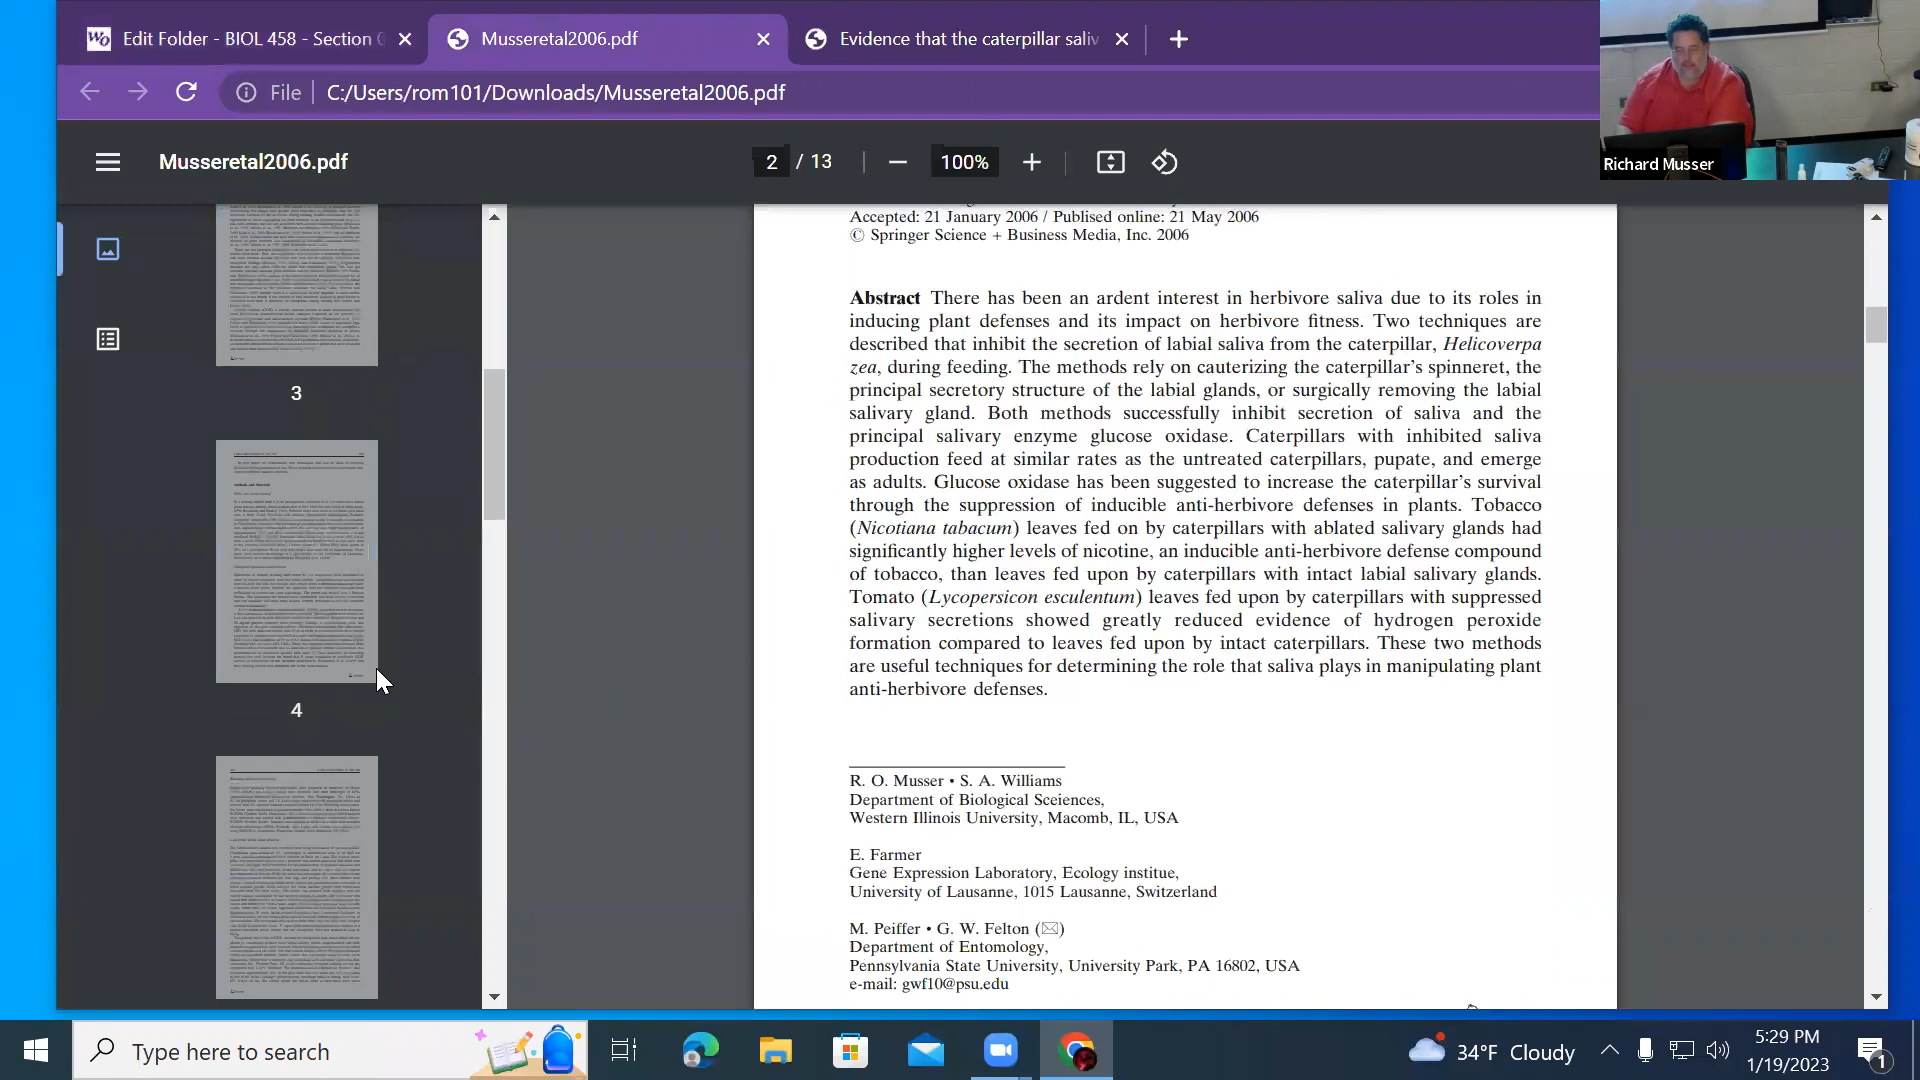 Edit Folder - BIOL 458 - Section
Musseretal2006.pdf
Evidence that the caterpillar saliv
File
C:/Users/rom101/Downloads/Musseretal2006.pdf
Richard Musser
Musseretal2006.pdf
2 / 13
100%
3
4
Accepted: 21 January 2006 / Publised online: 21 May 2006
© Springer Science + Business Media, Inc. 2006
Abstract There has been an ardent interest in herbivore saliva due to its roles in
inducing plant defenses and its impact on herbivore fitness. Two techniques are
described that inhibit the secretion of labial saliva from the caterpillar, Helicoverpa
zea, during feeding. The methods rely on cauterizing the caterpillar's spinneret, the
principal secretory structure of the labial glands, or surgically removing the labial
salivary gland. Both methods successfully inhibit secretion of saliva and the
principal salivary enzyme glucose oxidase. Caterpillars with inhibited saliva
production feed at similar rates as the untreated caterpillars, pupate, and emerge
as adults. Glucose oxidase has been suggested to increase the caterpillar's survival
through the suppression of inducible anti-herbivore defenses in plants. Tobacco
(Nicotiana tabacum) leaves fed on by caterpillars with ablated salivary glands had
significantly higher levels of nicotine, an inducible anti-herbivore defense compound
of tobacco, than leaves fed upon by caterpillars with intact labial salivary glands.
Tomato (Lycopersicon esculentum) leaves fed upon by caterpillars with suppressed
salivary secretions showed greatly reduced evidence of hydrogen peroxide
formation compared to leaves fed upon by intact caterpillars. These two methods
are useful techniques for determining the role that saliva plays in manipulating plant
anti-herbivore defenses.
R. O. Musser • S. A. Williams
Department of Biological Sceiences,
Western Illinois University, Macomb, IL, USA
E. Farmer
Gene Expression Laboratory, Ecology institue,
University of Lausanne, 1015 Lausanne, Switzerland
M. Peiffer • G. W. Felton (✉)
Department of Entomology,
Pennsylvania State University, University Park, PA 16802, USA
e-mail: gwf10@psu.edu
Type here to search
34°F Cloudy
5:29 PM
1/19/2023
1